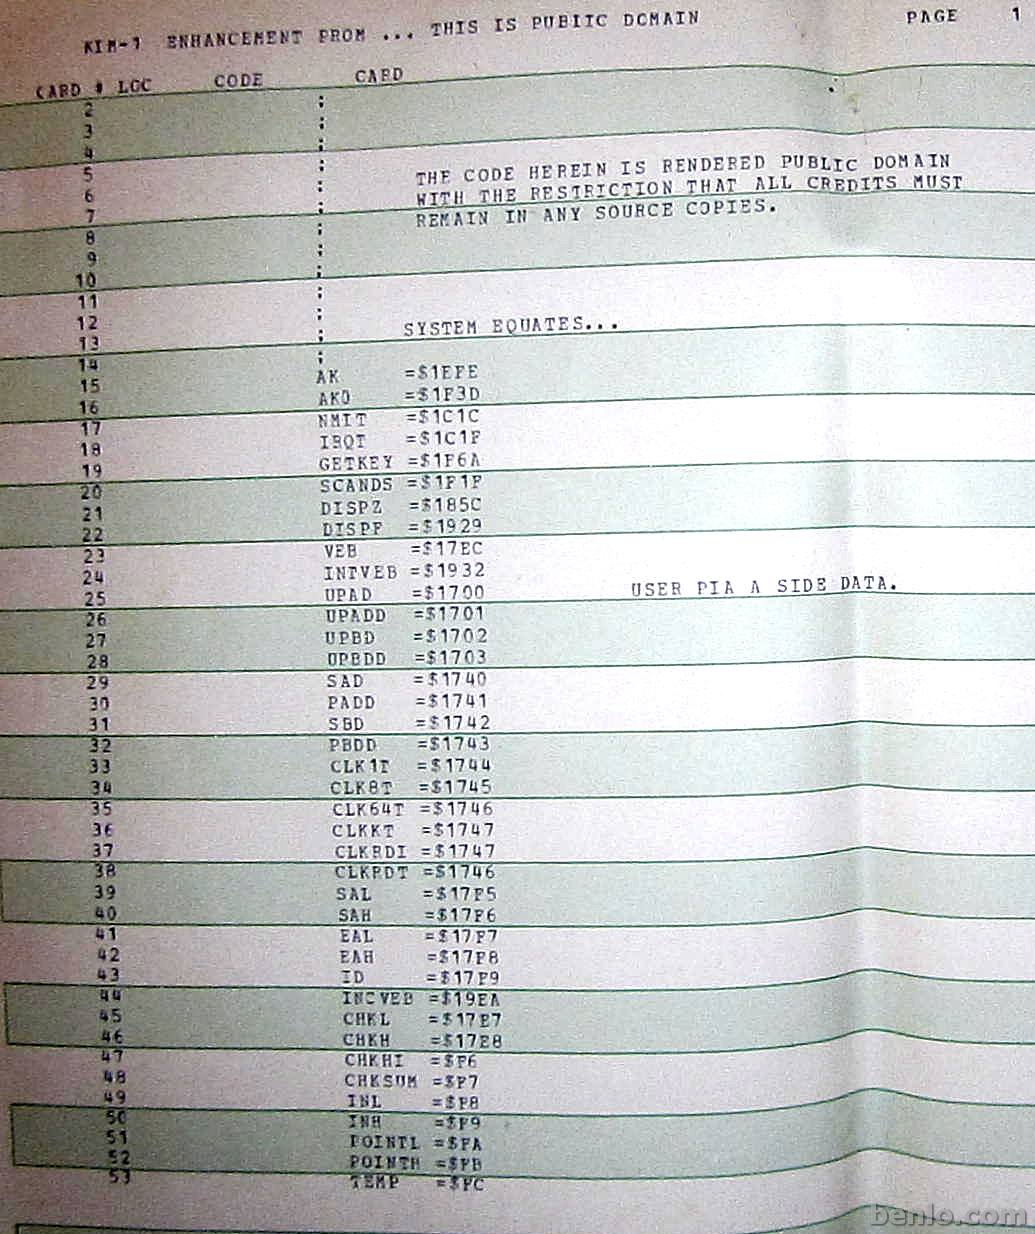 KIM-1 ENHANCEMENT PROM ... THIS IS PUBLIC DOMAIN PAGE 1
CARD # LOC CODE CARD
2 ;
3 ;
4 ;
5 ;
6 ; THE CODE HEREIN IS RENDERED PUBLIC DOMAIN
7 ; WITH THE RESTRICTION THAT ALL CREDITS MUST
8 ; REMAIN IN ANY SOURCE COPIES.
9 ;
10 ;
11 ;
12 ;
13 ; SYSTEM EQUATES...
14 ;
15 AK =$1EFE
16 AK0 =$1F3D
17 NMIT =$1C1C
18 IRQT =$1C1F
19 GETKEY =$1F6A
20 SCANDS =$1F1F
21 DISPZ =$185C
22 DISPF =$1929
23 VEB =$17EC
24 INTVEB =$1932
25 UPAD =$1700 USER PIA A SIDE DATA.
26 UPADD =$1701
27 UPBD =$1702
28 UPBDD =$1703
29 SAD =$1740
30 PADD =$1741
31 SBD =$1742
32 PBDD =$1743
33 CLK1T =$1744
34 CLK8T =$1745
35 CLK64T =$1746
36 CLKKT =$1747
37 CLKRDI =$1747
38 CLKRDT =$1746
39 SAL =$17F5
40 SAH =$17F6
41 EAL =$17F7
42 EAH =$17F8
43 ID =$17F9
44 INCVEB =$19EA
45 CHKL =$17E7
46 CHKH =$17E8
47 CHKHI =$F6
48 CHKSUM =$F7
49 INL =$F8
50 INH =$F9
51 POINTL =$FA
52 POINTH =$FB
53 TEMP =$FC
benlo.com